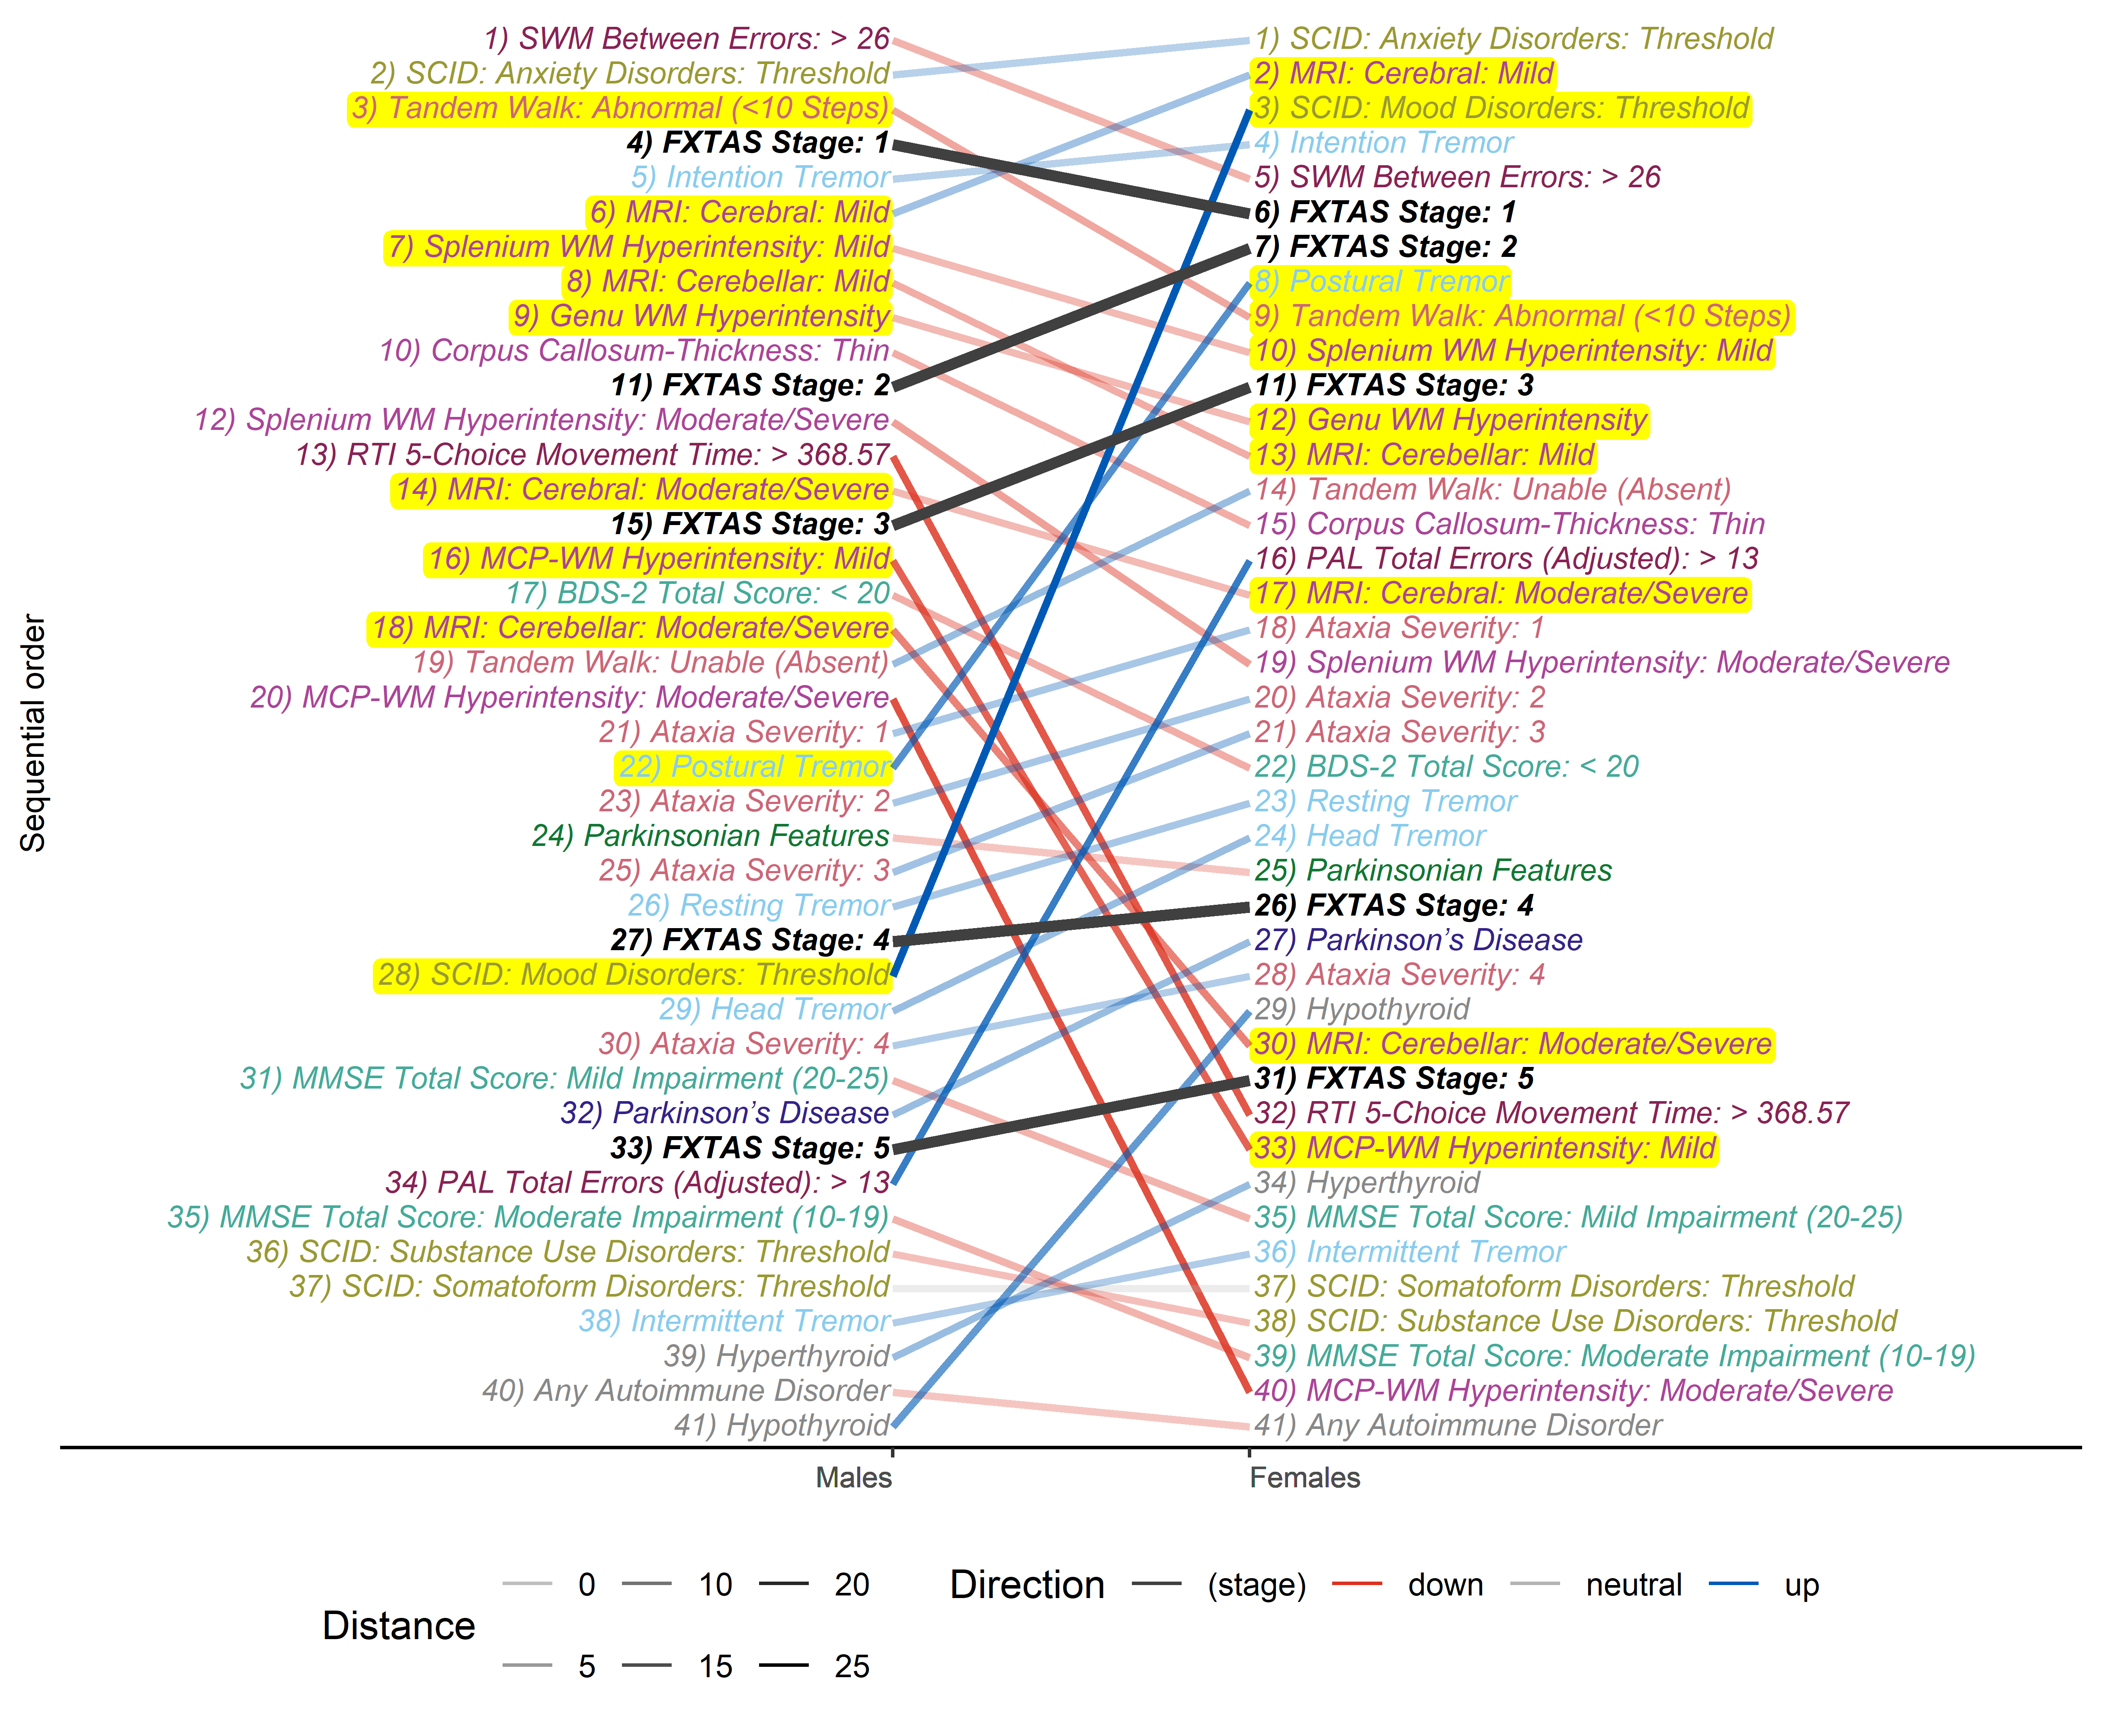 Sequential order
1) SWM Between Errors: > 26
2) SCID: Anxiety Disorders: Threshold
3) Tandem Walk: Abnormal (<10 Steps)
4) FXTAS Stage: 1
5) Intention Tremor
6) MRI: Cerebral: Mild
7) Splenium WM Hyperintensity: Mild
8) MRI: Cerebellar: Mild
9) Genu WM Hyperintensity
10) Corpus Callosum-Thickness: Thin
11) FXTAS Stage: 2
12) Splenium WM Hyperintensity: Moderate/Severe
13) RTI 5-Choice Movement Time: > 368.57
14) MRI: Cerebral: Moderate/Severe
15) FXTAS Stage: 3
16) MCP-WM Hyperintensity: Mild
17) BDS-2 Total Score: < 20
18) MRI: Cerebellar: Moderate/Severe
19) Tandem Walk: Unable (Absent)
20) MCP-WM Hyperintensity: Moderate/Severe
21) Ataxia Severity: 1
22) Postural Tremor
23) Ataxia Severity: 2
24) Parkinsonian Features
25) Ataxia Severity: 3
26) Resting Tremor
27) FXTAS Stage: 4
28) SCID: Mood Disorders: Threshold
29) Head Tremor
30) Ataxia Severity: 4
31) MMSE Total Score: Mild Impairment (20-25)
32) Parkinson’s Disease
33) FXTAS Stage: 5
34) PAL Total Errors (Adjusted): > 13
35) MMSE Total Score: Moderate Impairment (10-19)
36) SCID: Substance Use Disorders: Threshold
37) SCID: Somatoform Disorders: Threshold
38) Intermittent Tremor
39) Hyperthyroid
40) Any Autoimmune Disorder
41) Hypothyroid
1) SCID: Anxiety Disorders: Threshold
2) MRI: Cerebral: Mild
3) SCID: Mood Disorders: Threshold
4) Intention Tremor
5) SWM Between Errors: > 26
6) FXTAS Stage: 1
7) FXTAS Stage: 2
8) Postural Tremor
9) Tandem Walk: Abnormal (<10 Steps)
10) Splenium WM Hyperintensity: Mild
11) FXTAS Stage: 3
12) Genu WM Hyperintensity
13) MRI: Cerebellar: Mild
14) Tandem Walk: Unable (Absent)
15) Corpus Callosum-Thickness: Thin
16) PAL Total Errors (Adjusted): > 13
17) MRI: Cerebral: Moderate/Severe
18) Ataxia Severity: 1
19) Splenium WM Hyperintensity: Moderate/Severe
20) Ataxia Severity: 2
21) Ataxia Severity: 3
22) BDS-2 Total Score: < 20
23) Resting Tremor
24) Head Tremor
25) Parkinsonian Features
26) FXTAS Stage: 4
27) Parkinson’s Disease
28) Ataxia Severity: 4
29) Hypothyroid
30) MRI: Cerebellar: Moderate/Severe
31) FXTAS Stage: 5
32) RTI 5-Choice Movement Time: > 368.57
33) MCP-WM Hyperintensity: Mild
34) Hyperthyroid
35) MMSE Total Score: Mild Impairment (20-25)
36) Intermittent Tremor
37) SCID: Somatoform Disorders: Threshold
38) SCID: Substance Use Disorders: Threshold
39) MMSE Total Score: Moderate Impairment (10-19)
40) MCP-WM Hyperintensity: Moderate/Severe
41) Any Autoimmune Disorder
Males
Females
Distance
0 10 20
5 15 25
Direction (stage) down neutral up